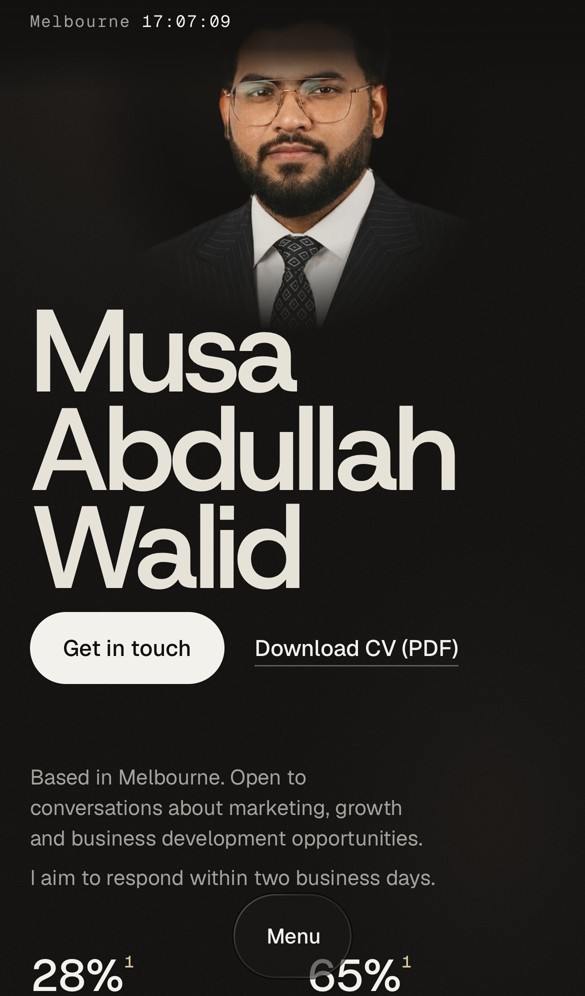 Melbourne 17:07:09
Musa
Abdullah
Walid
Get in touch
Download CV (PDF)
Based in Melbourne. Open to
conversations about marketing, growth
and business development opportunities.
I aim to respond within two business days.
Menu
28%1
65%1